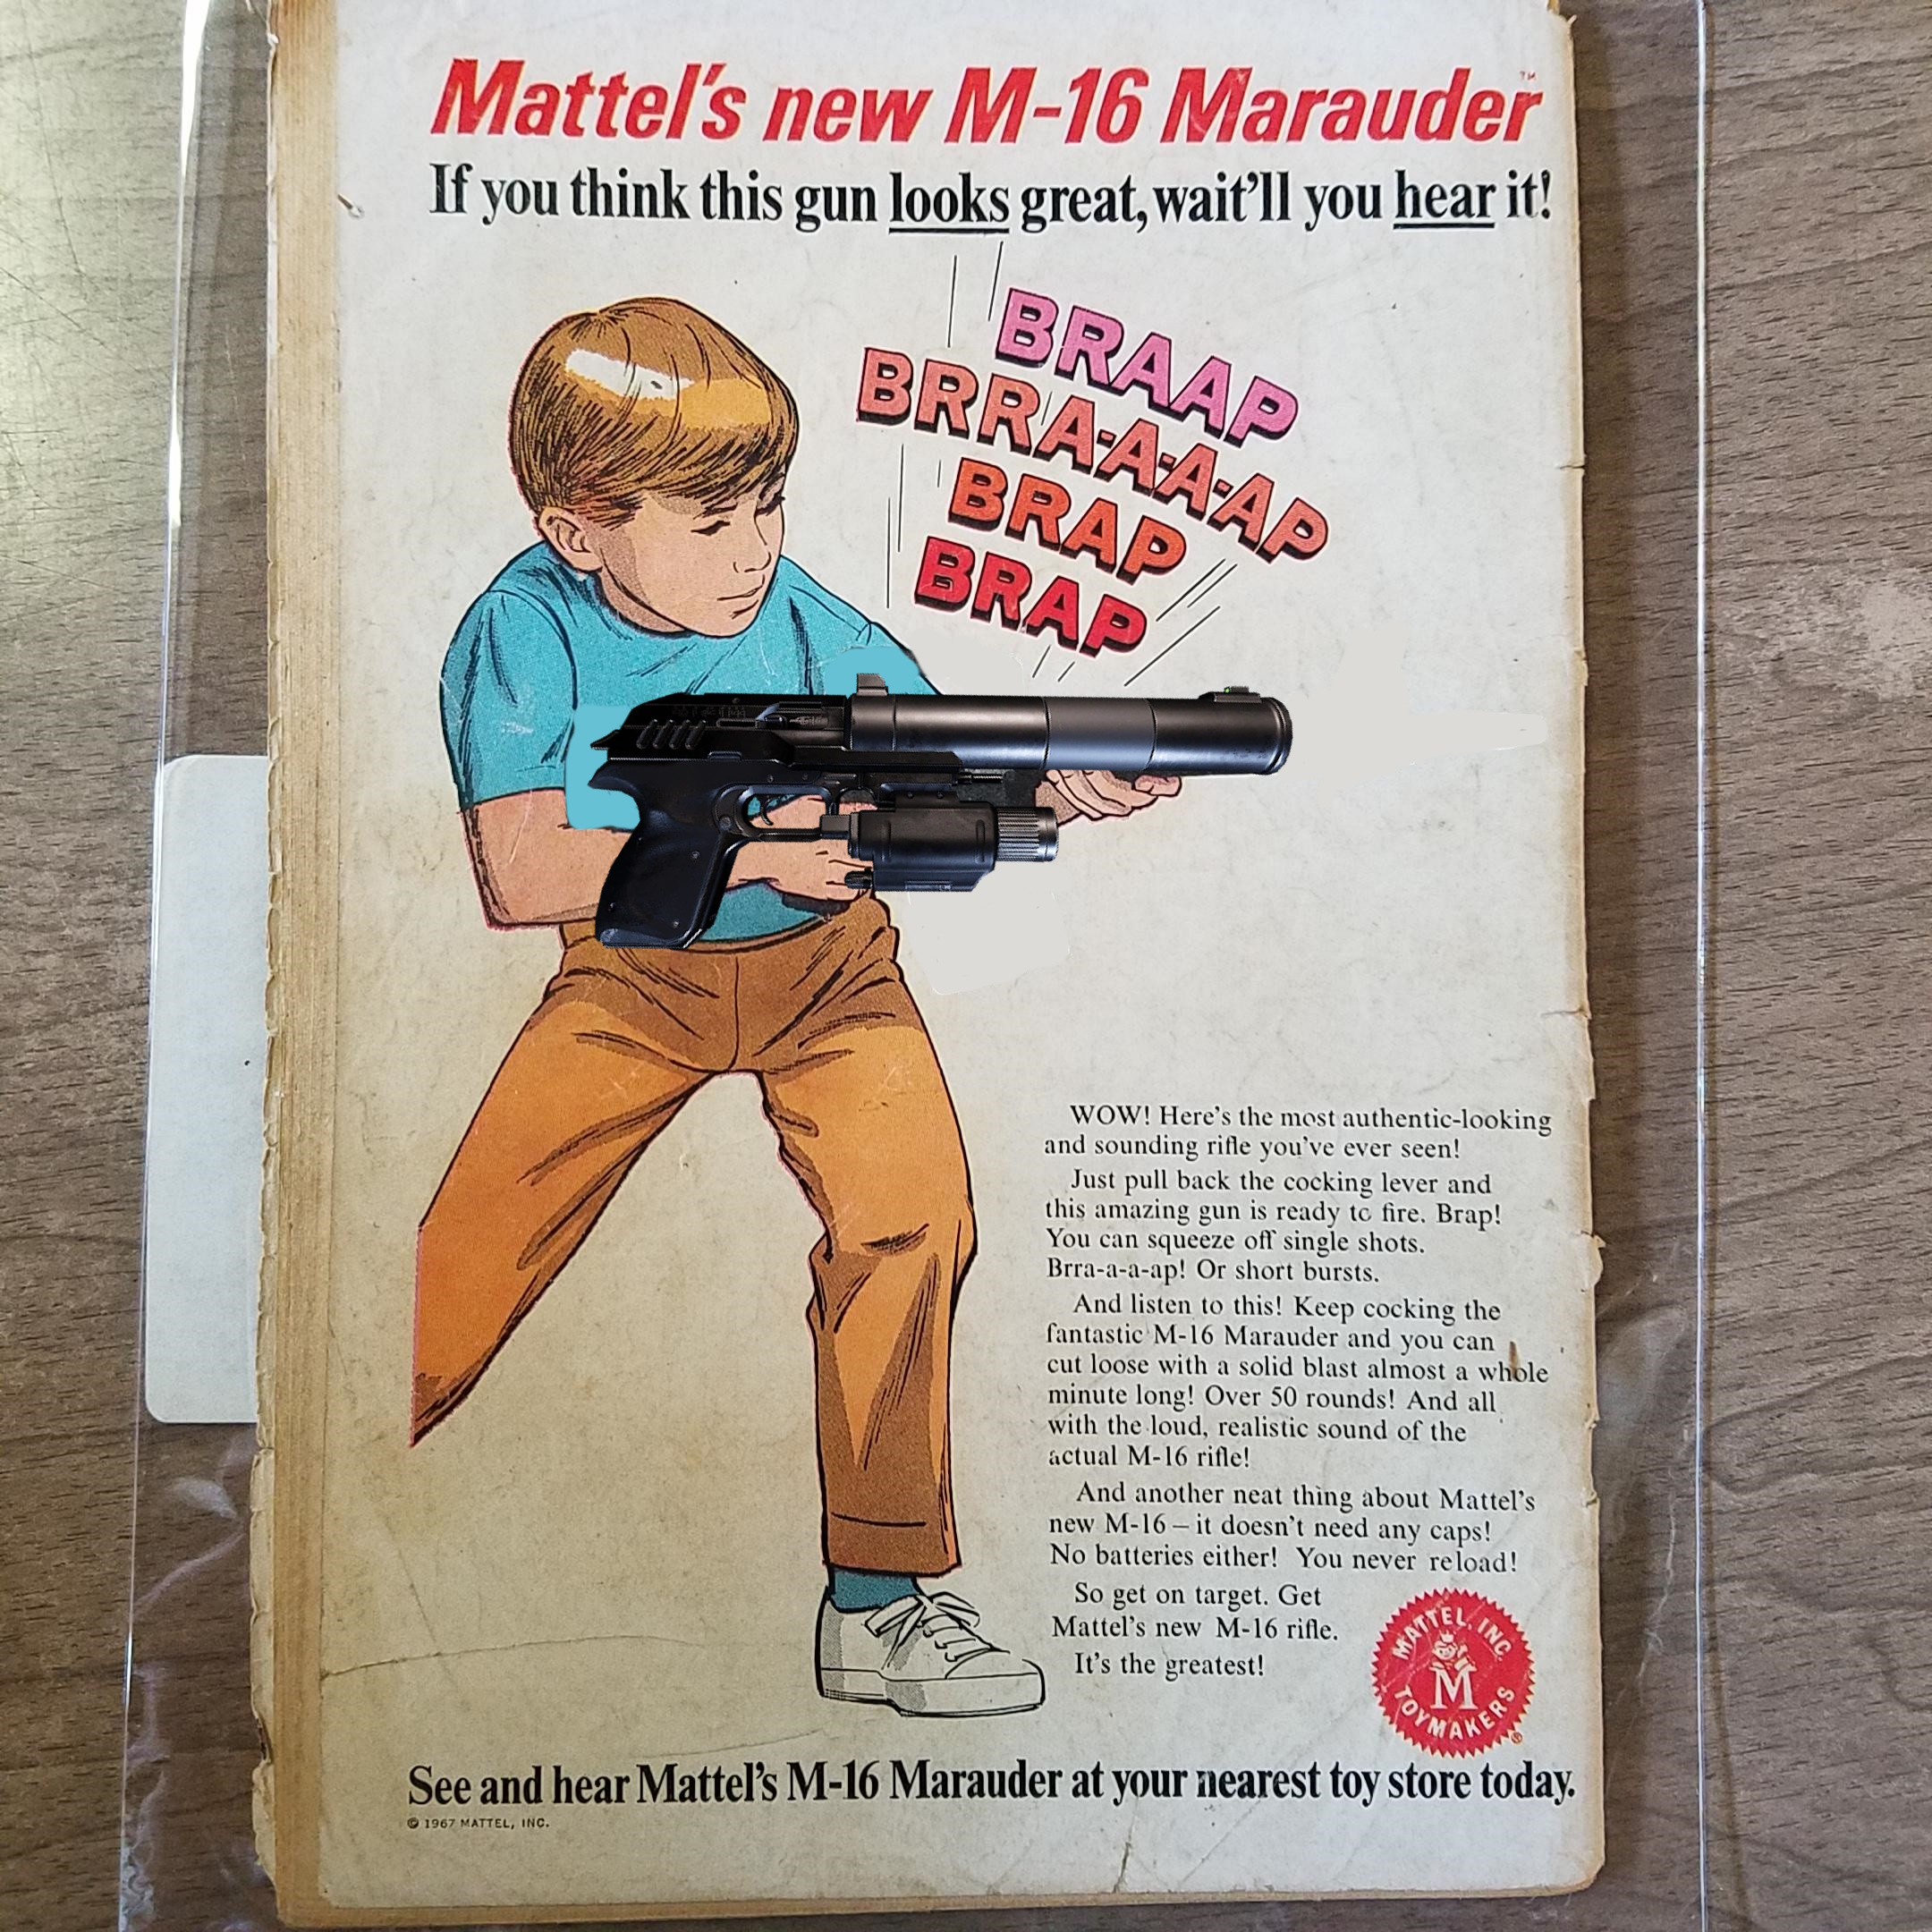 Mattel's new M-16 Marauder™
If you think this gun looks great, wait'll you hear it!
BRAAP
BRRA-A-A-AP
BRAP
BRAP
WOW! Here's the most authentic-looking
and sounding rifle you've ever seen!
Just pull back the cocking lever and
this amazing gun is ready to fire. Brap!
You can squeeze off single shots.
Brra-a-a-ap! Or short bursts.
And listen to this! Keep cocking the
fantastic M-16 Marauder and you can
cut loose with a solid blast almost a whole
minute long! Over 50 rounds! And all
with the loud, realistic sound of the
actual M-16 rifle!
And another neat thing about Mattel's
new M-16 – it doesn't need any caps!
No batteries either! You never reload!
So get on target. Get
Mattel's new M-16 rifle.
It's the greatest!
MATTEL, INC.
M
TOYMAKERS
®
See and hear Mattel's M-16 Marauder at your nearest toy store today.
© 1967 MATTEL, INC.